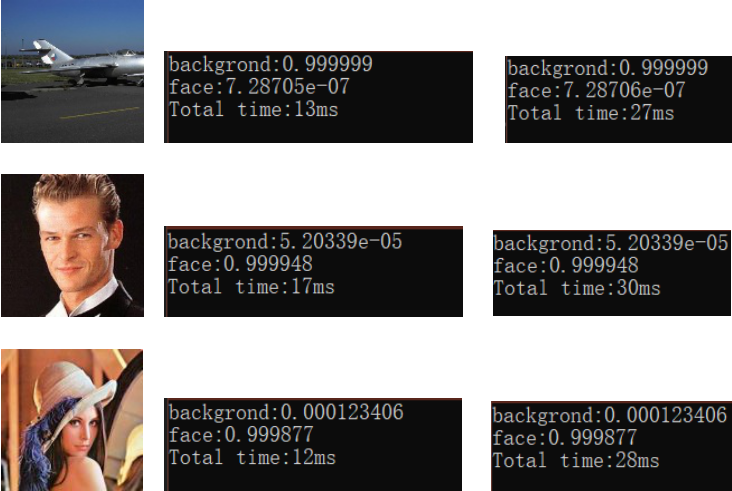 backgrond:0.999999
face:7.28705e-07
Total time:13ms
backgrond:0.999999
face:7.28706e-07
Total time:27ms
backgrond:5.20339e-05
face:0.999948
Total time:17ms
backgrond:5.20339e-05
face:0.999948
Total time:30ms
backgrond:0.000123406
face:0.999877
Total time:12ms
backgrond:0.000123406
face:0.999877
Total time:28ms